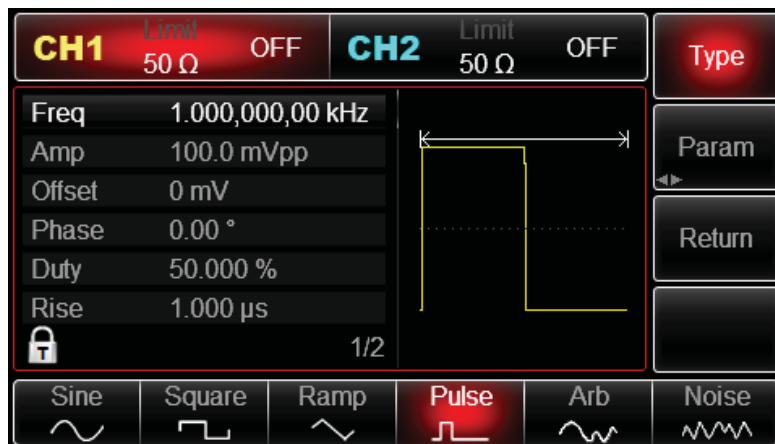 CH1 Limit 50 Ω OFF CH2 Limit 50 Ω OFF Type
Freq 1.000,000,00 kHz
Amp 100.0 mVpp Param
Offset 0 mV
Phase 0.00 ° Return
Duty 50.000 %
Rise 1.000 µs
T 1/2
Sine Square Ramp Pulse Arb Noise